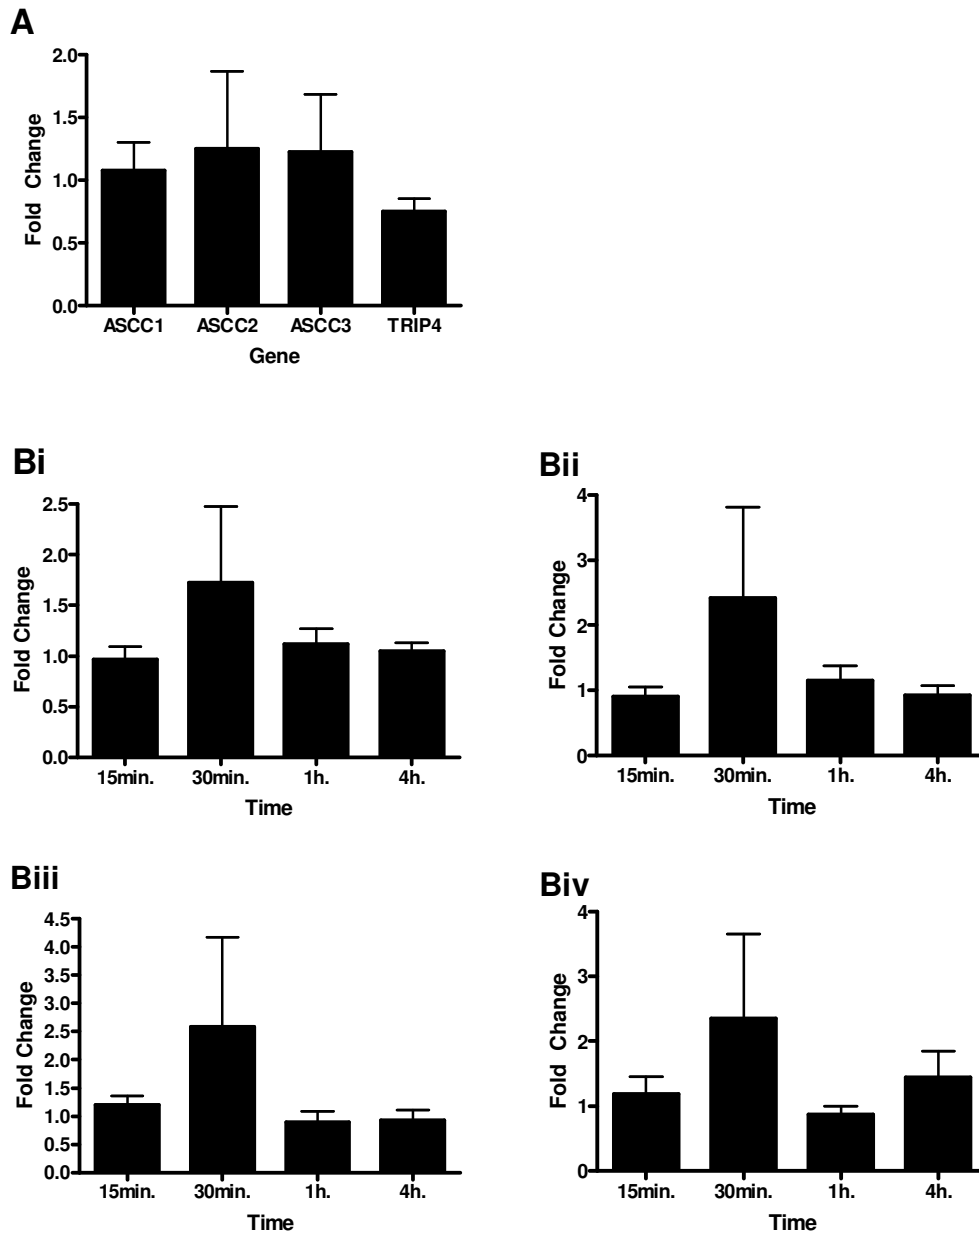 A
Fold Change
2.0
1.5
1.0
0.5
0.0
ASCC1 ASCC2 ASCC3 TRIP4
Gene
Bi
Fold Change
2.5
2.0
1.5
1.0
0.5
0.0
15min. 30min. 1h. 4h.
Time
Bii
Fold Change
4
3
2
1
0
15min. 30min. 1h. 4h.
Time
Biii
Fold Change
4.5
4.0
3.5
3.0
2.5
2.0
1.5
1.0
0.5
0.0
15min. 30min. 1h. 4h.
Time
Biv
Fold Change
4
3
2
1
0
15min. 30min. 1h. 4h.
Time